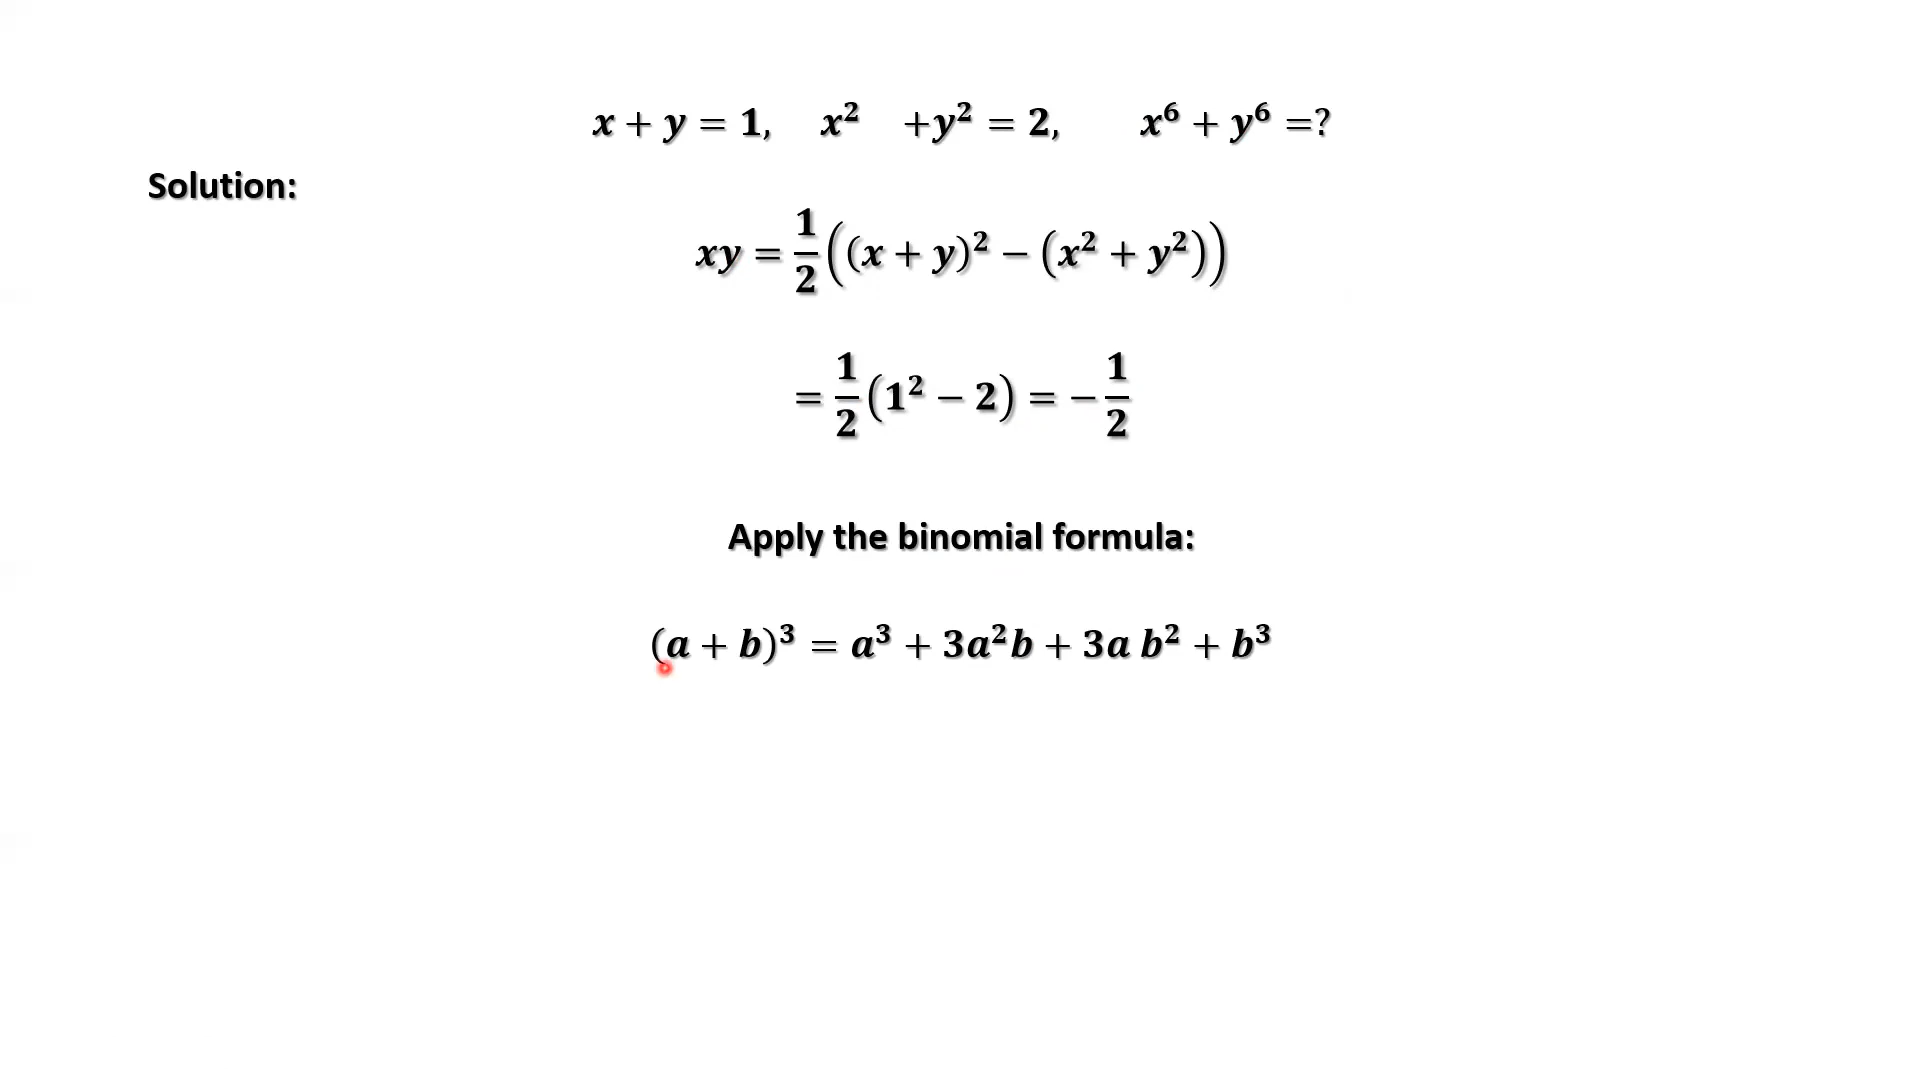 x + y = 1, x² +y² = 2, x⁶ + y⁶ =?
Solution:
xy = 1/2((x + y)² − (x² + y²))
= 1/2(1² − 2) = −1/2
Apply the binomial formula:
(a + b)³ = a³ + 3a²b + 3a b² + b³